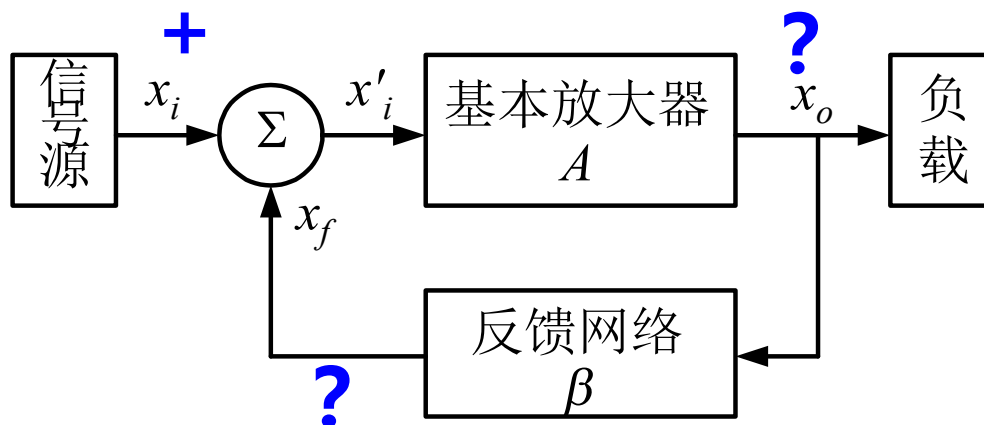 +
?
信号源
x_i
Σ
x'_i
基本放大器
A
x_o
负载
x_f
反馈网络
β
?